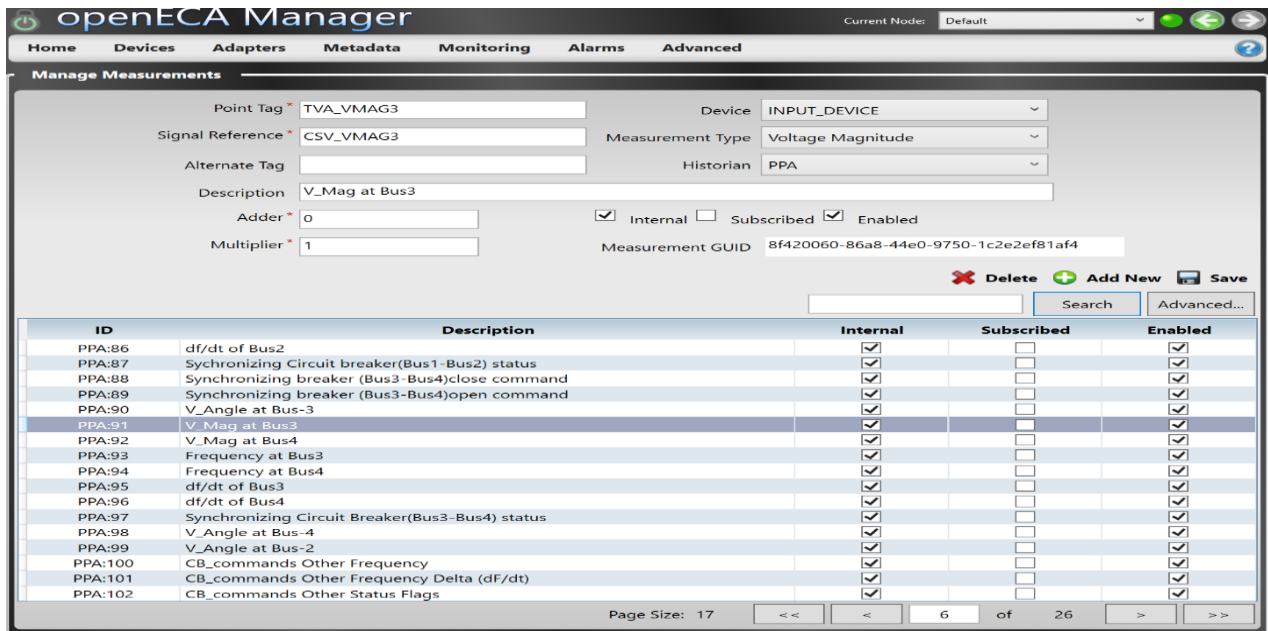 openECA Manager Current Node: Default
Home Devices Adapters Metadata Monitoring Alarms Advanced ?
Manage Measurements
Point Tag * TVA_VMAG3 Device INPUT_DEVICE
Signal Reference * CSV_VMAG3 Measurement Type Voltage Magnitude
Alternate Tag Historian PPA
Description V_Mag at Bus3
Adder * 0 Internal Subscribed Enabled
Multiplier * 1 Measurement GUID 8f420060-86a8-44e0-9750-1c2e2ef81af4
Delete Add New Save
Search Advanced...
ID Description Internal Subscribed Enabled
PPA:86 df/dt of Bus2
PPA:87 Sychronizing Circuit breaker(Bus1-Bus2) status
PPA:88 Synchronizing breaker (Bus3-Bus4)close command
PPA:89 Synchronizing breaker (Bus3-Bus4)open command
PPA:90 V_Angle at Bus-3
PPA:91 V_Mag at Bus3
PPA:92 V_Mag at Bus4
PPA:93 Frequency at Bus3
PPA:94 Frequency at Bus4
PPA:95 df/dt of Bus3
PPA:96 df/dt of Bus4
PPA:97 Synchronizing Circuit Breaker(Bus3-Bus4) status
PPA:98 V_Angle at Bus-4
PPA:99 V_Angle at Bus-2
PPA:100 CB_commands Other Frequency
PPA:101 CB_commands Other Frequency Delta (dF/dt)
PPA:102 CB_commands Other Status Flags
Page Size: 17 << < 6 of 26 > >>